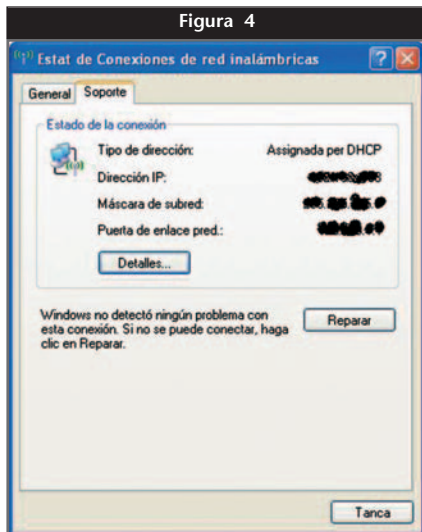 Figura 4
Estat de Conexiones de red inalámbricas
General Soporte
Estado de la conexión
Tipo de dirección: Assignada per DHCP
Dirección IP:
Máscara de subred:
Puerta de enlace pred.:
Detalles...
Windows no detectó ningún problema con
esta conexión. Si no se puede conectar, haga
clic en Reparar.
Reparar
Tanca